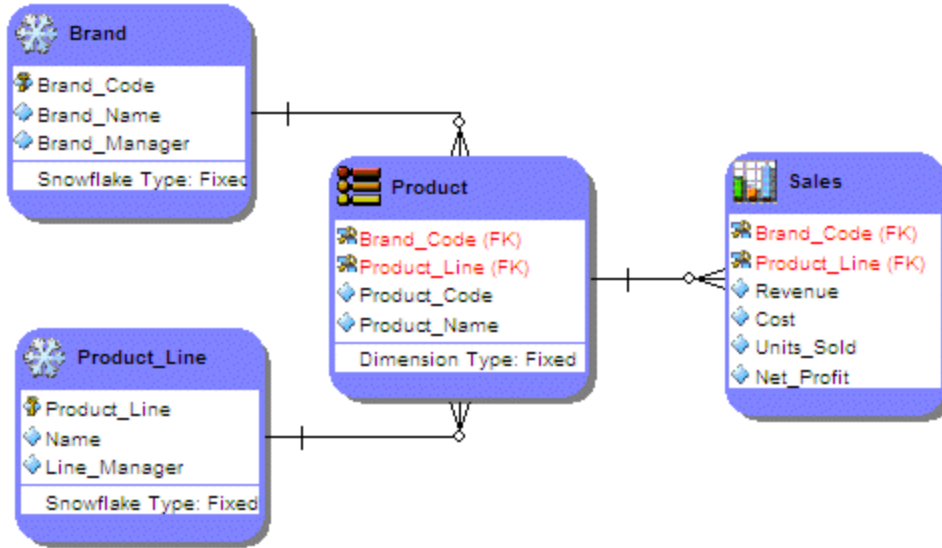 Brand
Brand_Code
Brand_Name
Brand_Manager
Snowflake Type: Fixed
Product_Line
Product_Line
Name
Line_Manager
Snowflake Type: Fixed
Product
Brand_Code (FK)
Product_Line (FK)
Product_Code
Product_Name
Dimension Type: Fixed
Sales
Brand_Code (FK)
Product_Line (FK)
Revenue
Cost
Units_Sold
Net_Profit